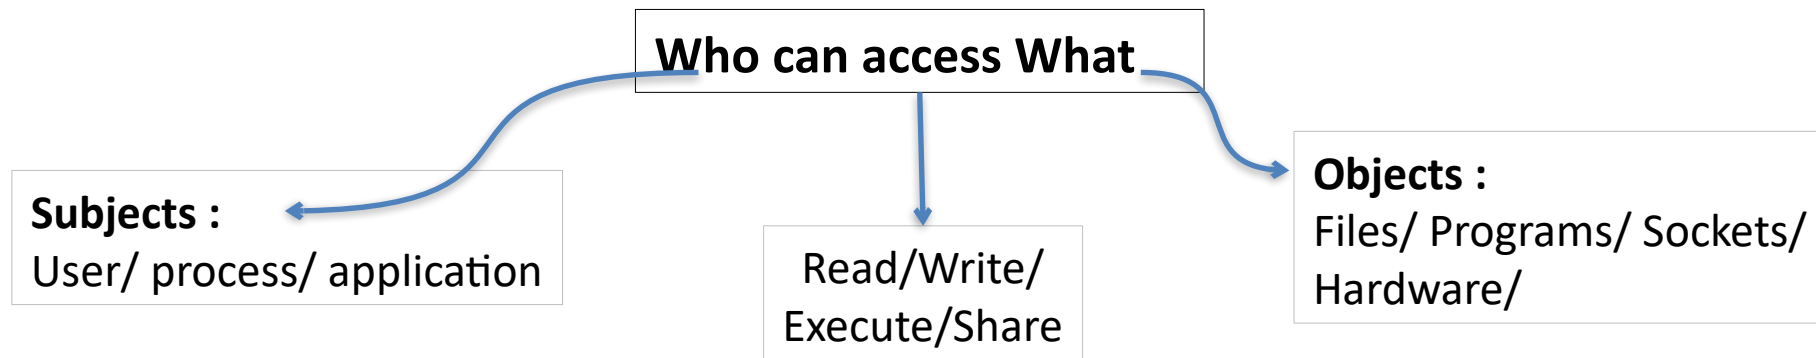 Who can access What
Subjects :
User/ process/ application
Read/Write/
Execute/Share
Objects :
Files/ Programs/ Sockets/
Hardware/